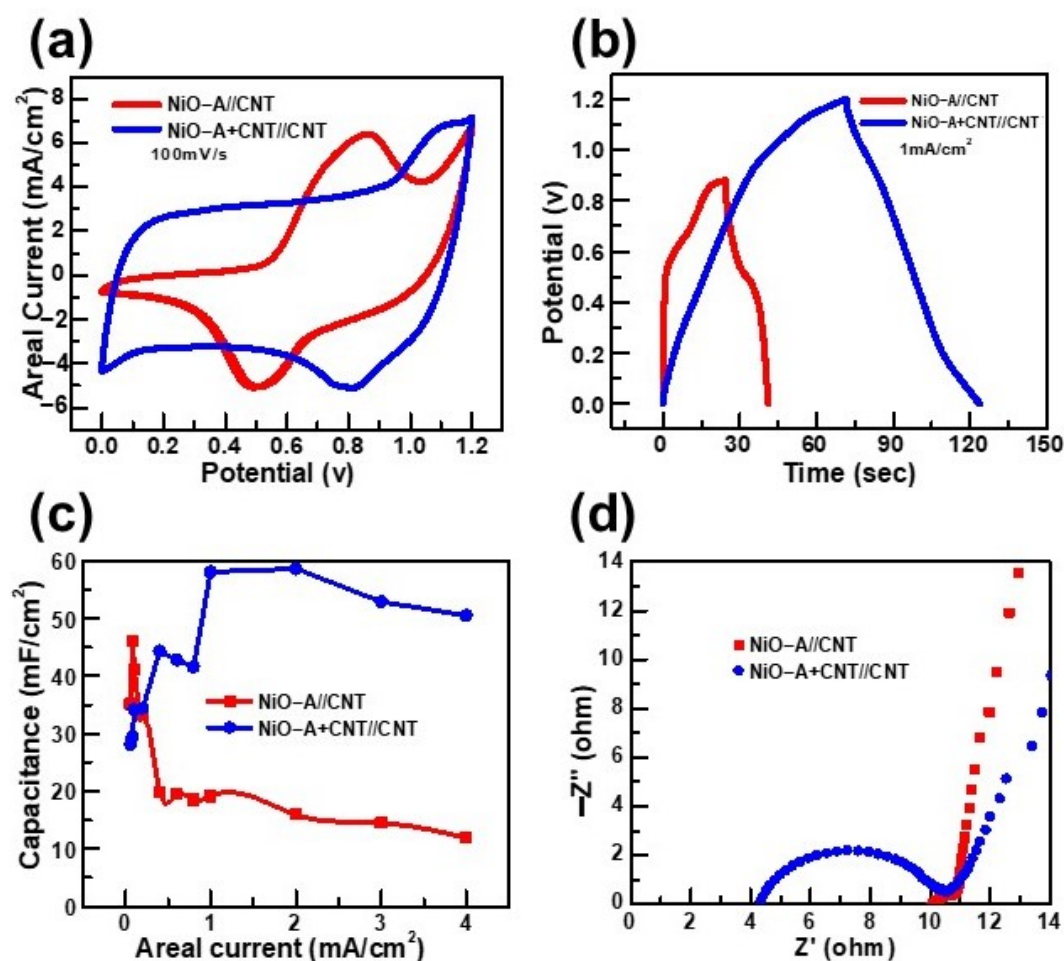 (a)
Areal Current (mA/cm²)
8
6
4
2
0
−2
−4
−6
NiO−A//CNT
NiO−A+CNT//CNT
100mV/s
0.0 0.2 0.4 0.6 0.8 1.0 1.2
Potential (v)
(b)
Potential (v)
1.2
1.0
0.8
0.6
0.4
0.2
0.0
NiO−A//CNT
NiO−A+CNT//CNT
1mA/cm²
0 30 60 90 120 150
Time (sec)
(c)
Capacitance (mF/cm²)
60
50
40
30
20
10
0
NiO−A//CNT
NiO−A+CNT//CNT
0 1 2 3 4
Areal current (mA/cm²)
(d)
−Z" (ohm)
14
12
10
8
6
4
2
0
NiO−A//CNT
NiO−A+CNT//CNT
0 2 4 6 8 10 12 14
Z' (ohm)